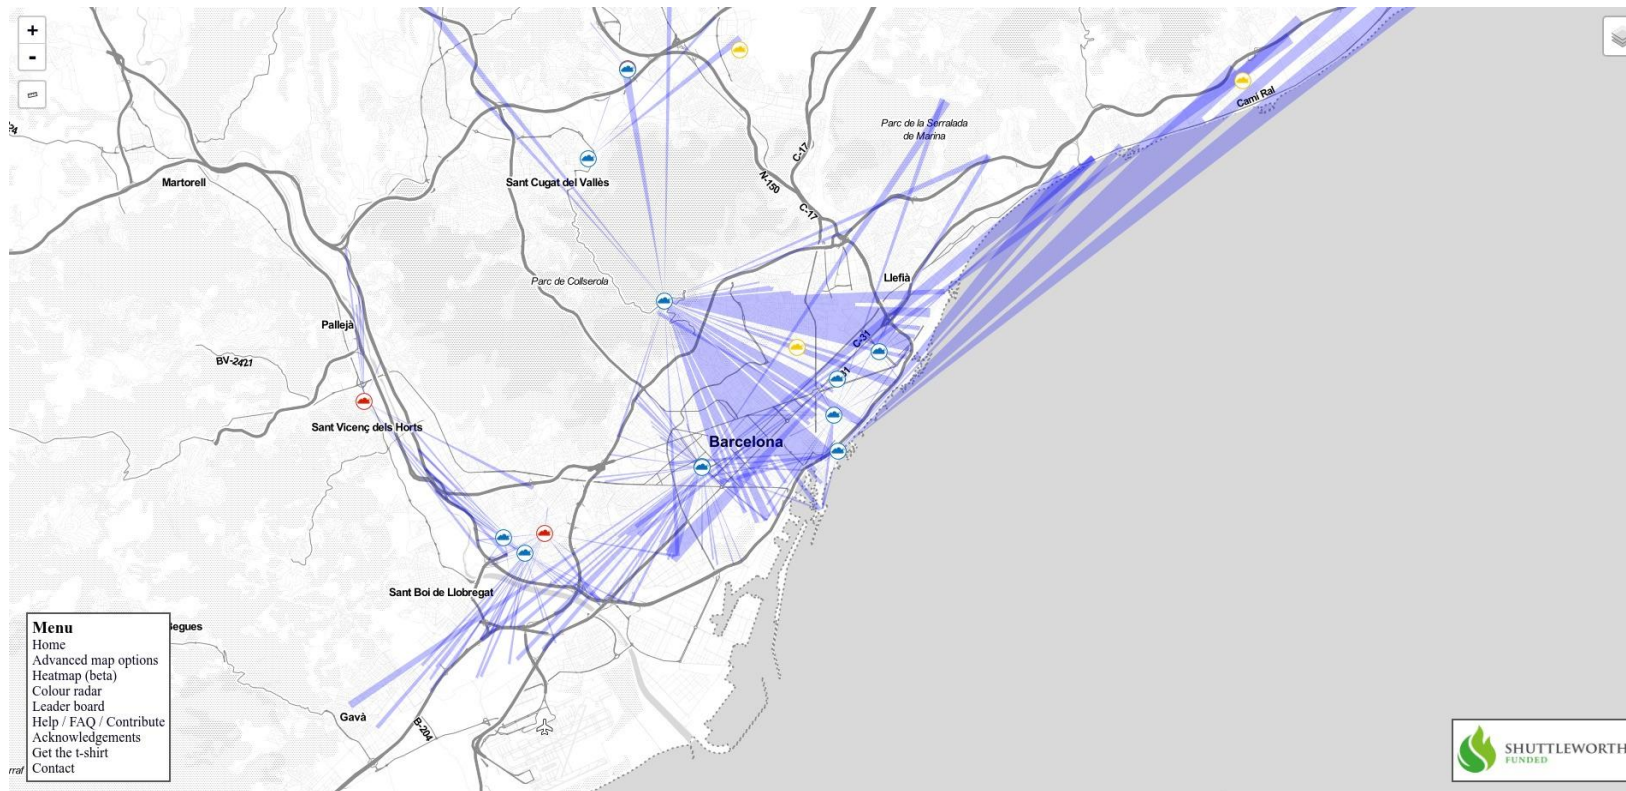 +
-
Parc de la Serralada
de Marina
Camí Ral
C-17
N-150
C-17
Martorell
Sant Cugat del Vallès
Parc de Collserola
Llefià
Pallejà
BV-2421
C-31
31
Sant Vicenç dels Horts
Barcelona
Sant Boi de Llobregat
Begues
Gavà
B-204
Menu
Home
Advanced map options
Heatmap (beta)
Colour radar
Leader board
Help / FAQ / Contribute
Acknowledgements
Get the t-shirt
Contact
SHUTTLEWORTH
FUNDED